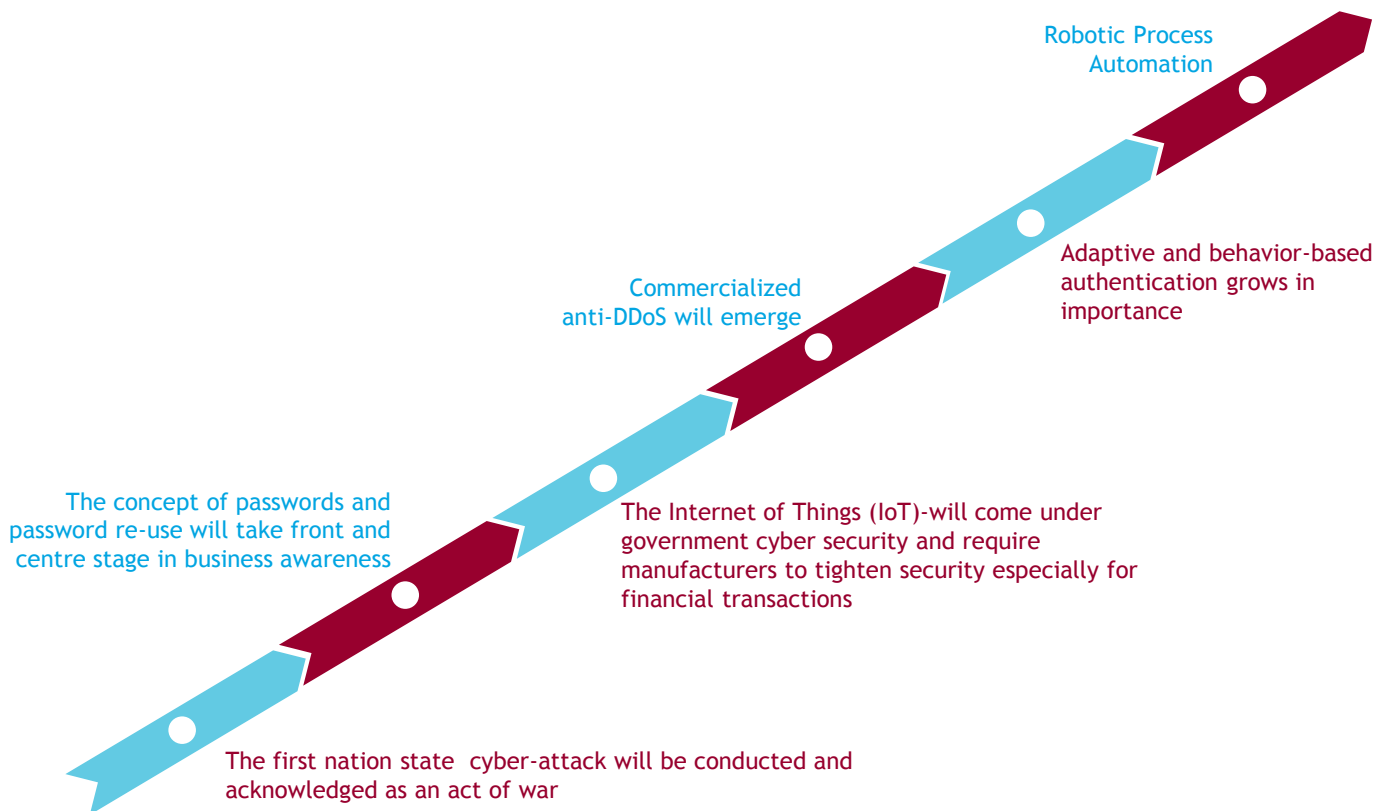 Robotic Process
Automation
Adaptive and behavior-based
authentication grows in
importance
Commercialized
anti-DDoS will emerge
The concept of passwords and
password re-use will take front and
centre stage in business awareness
The Internet of Things (IoT)-will come under
government cyber security and require
manufacturers to tighten security especially for
financial transactions
The first nation state  cyber-attack will be conducted and
acknowledged as an act of war